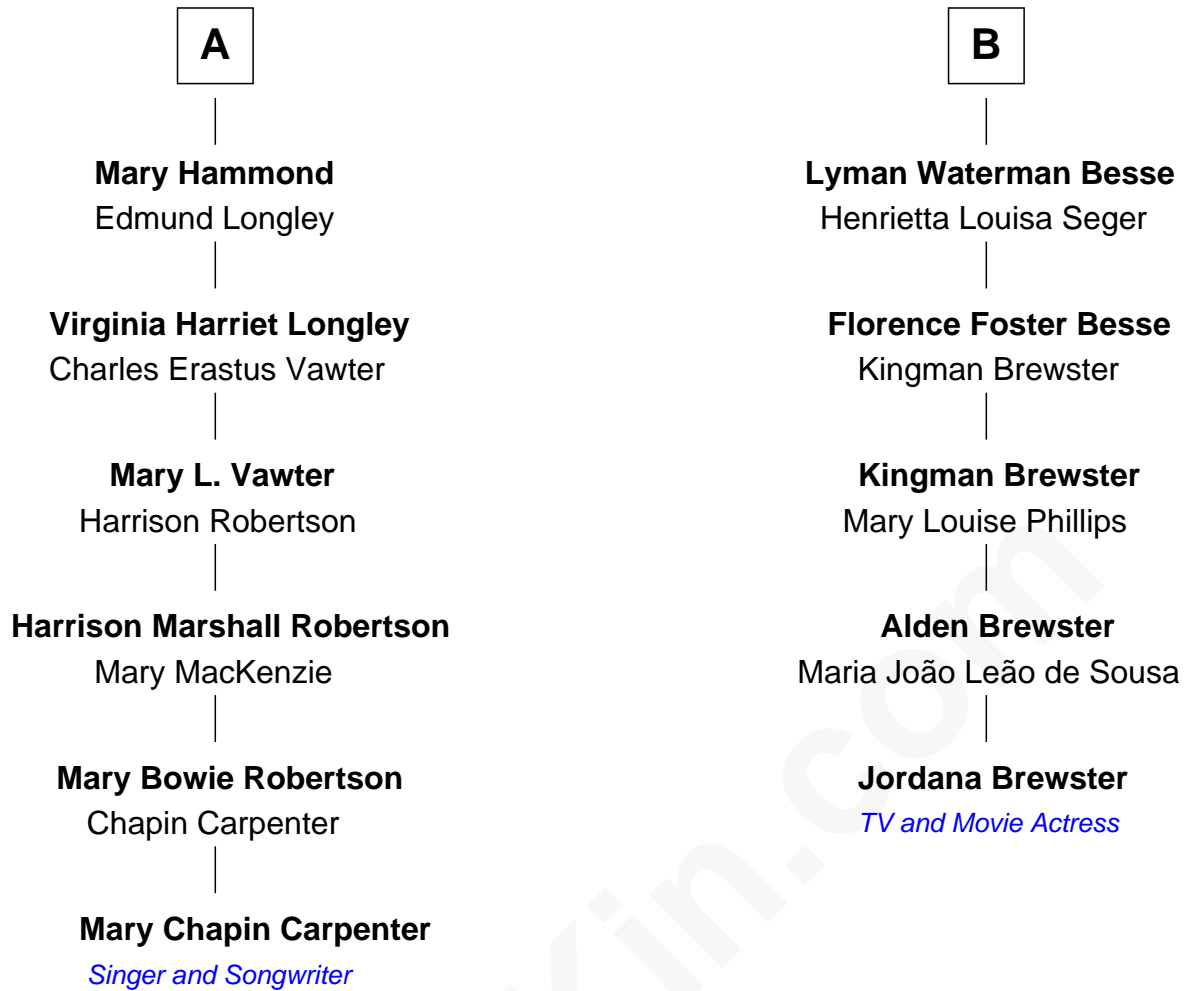 A
Mary Hammond
Edmund Longley
Virginia Harriet Longley
Charles Erastus Vawter
Mary L. Vawter
Harrison Robertson
Harrison Marshall Robertson
Mary MacKenzie
Mary Bowie Robertson
Chapin Carpenter
Mary Chapin Carpenter
Singer and Songwriter
B
Lyman Waterman Besse
Henrietta Louisa Seger
Florence Foster Besse
Kingman Brewster
Kingman Brewster
Mary Louise Phillips
Alden Brewster
Maria João Leão de Sousa
Jordana Brewster
TV and Movie Actress